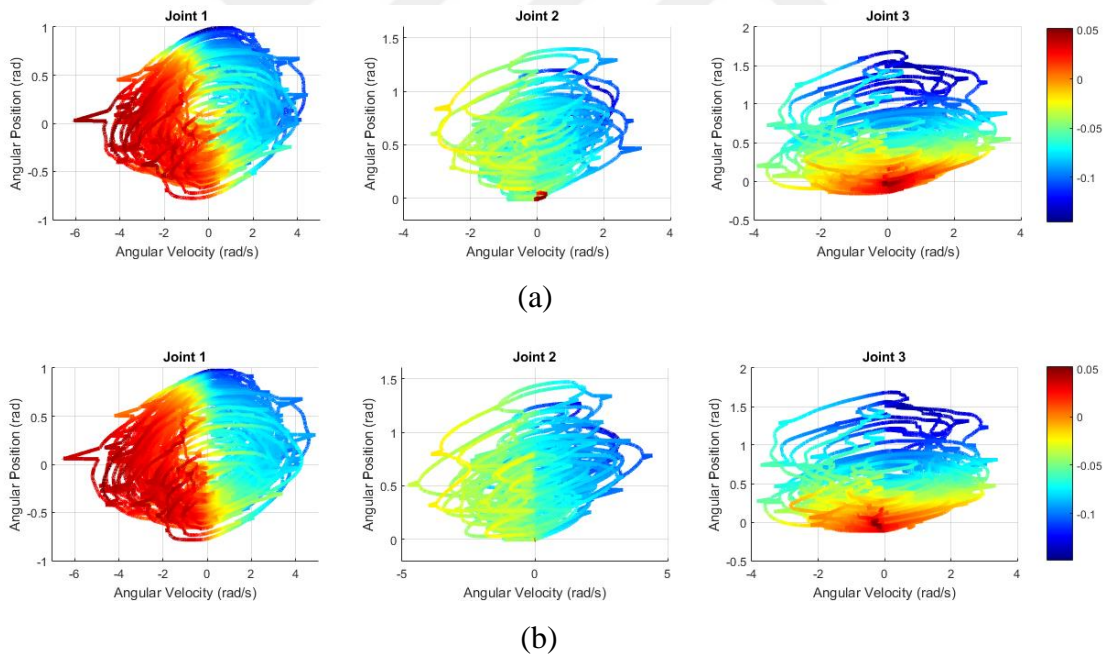 Joint 1
Joint 2
Joint 3
1
0.5
0
-0.5
-1
Angular Position (rad)
-6 -4 -2 0 2 4
Angular Velocity (rad/s)
1.5
1
0.5
0
Angular Position (rad)
-4 -2 0 2 4
Angular Velocity (rad/s)
2
1.5
1
0.5
0
-0.5
Angular Position (rad)
-4 -2 0 2 4
Angular Velocity (rad/s)
0.05
0
-0.05
-0.1
(a)
Joint 1
Joint 2
Joint 3
1
0.5
0
-0.5
-1
Angular Position (rad)
-6 -4 -2 0 2 4
Angular Velocity (rad/s)
1.5
1
0.5
0
Angular Position (rad)
-5 0 5
Angular Velocity (rad/s)
2
1.5
1
0.5
0
-0.5
Angular Position (rad)
-4 -2 0 2 4
Angular Velocity (rad/s)
0.05
0
-0.05
-0.1
(b)